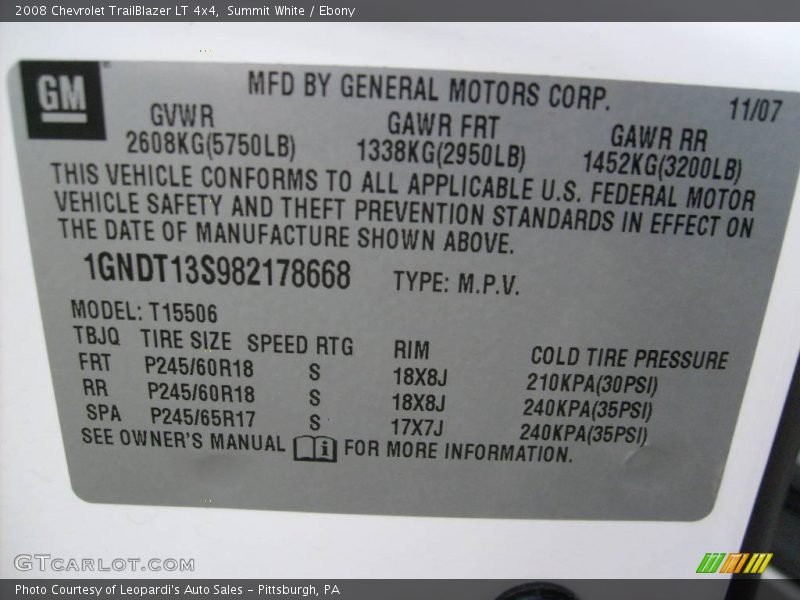 2008 Chevrolet TrailBlazer LT 4x4,  Summit White / Ebony
GM
MFD BY GENERAL MOTORS CORP.
11/07
GVWR GAWR FRT GAWR RR
2608KG(5750LB) 1338KG(2950LB) 1452KG(3200LB)
THIS VEHICLE CONFORMS TO ALL APPLICABLE U.S. FEDERAL MOTOR
VEHICLE SAFETY AND THEFT PREVENTION STANDARDS IN EFFECT ON
THE DATE OF MANUFACTURE SHOWN ABOVE.
1GNDT13S982178668 TYPE: M.P.V.
MODEL: T15506
TBJQ TIRE SIZE SPEED RTG RIM COLD TIRE PRESSURE
FRT P245/60R18 S 18X8J 210KPA(30PSI)
RR P245/60R18 S 18X8J 240KPA(35PSI)
SPA P245/65R17 S 17X7J 240KPA(35PSI)
SEE OWNER'S MANUAL i FOR MORE INFORMATION.
GTCARLOT.COM
Photo Courtesy of Leopardi's Auto Sales - Pittsburgh, PA